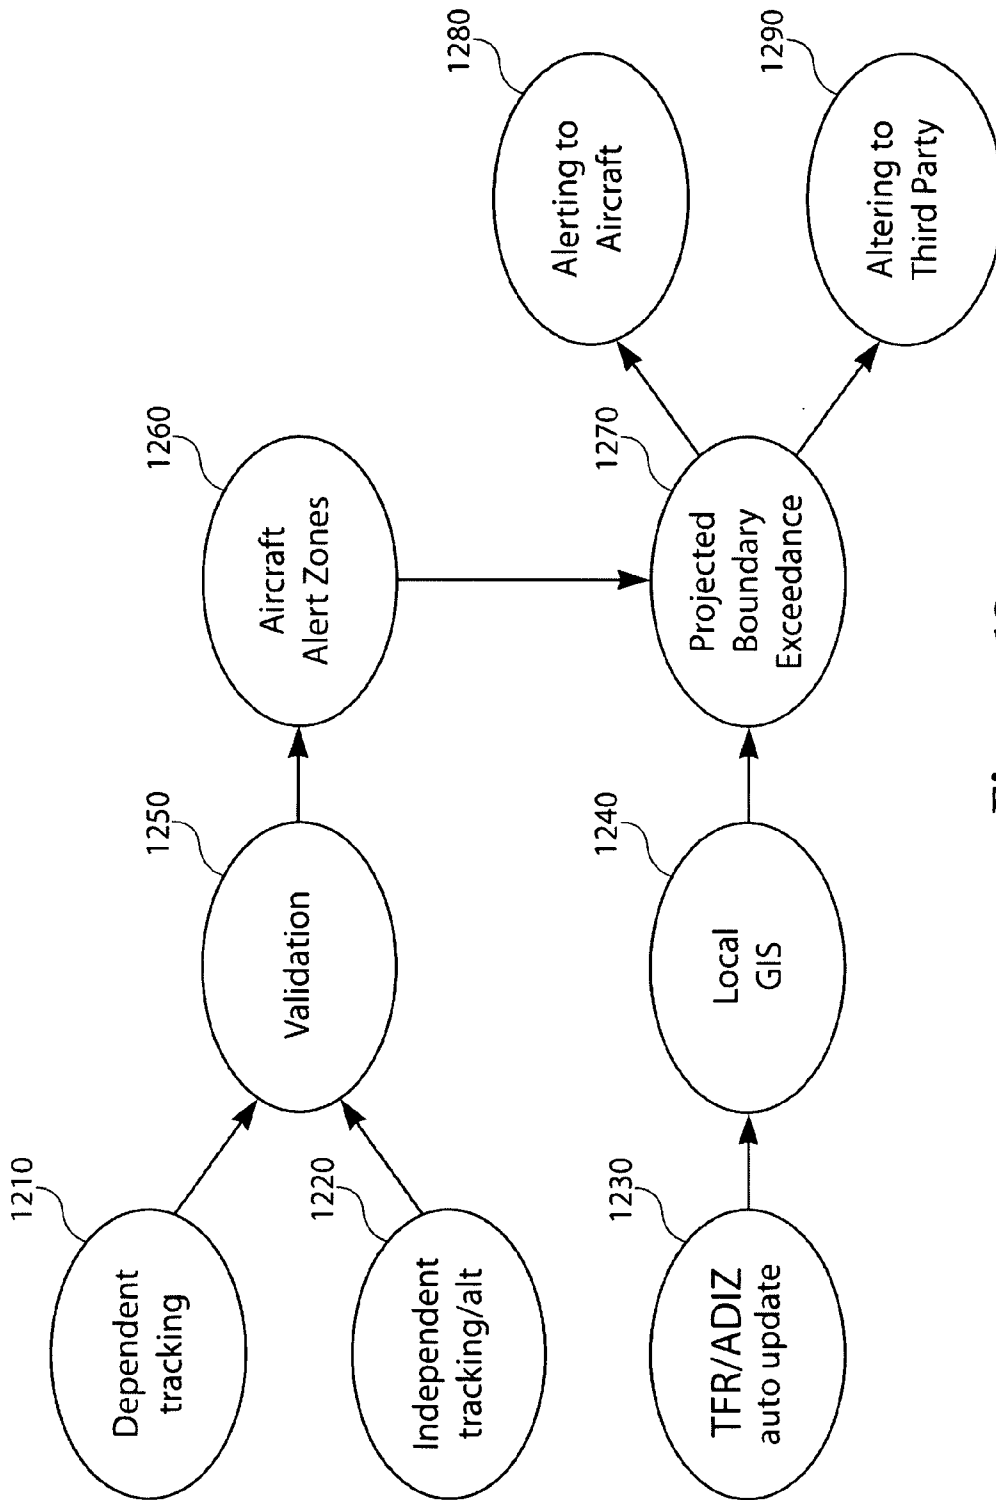 1210
Dependent
tracking
1220
Independent
tracking/alt
1230
TFR/ADIZ
auto update
1250
Validation
1240
Local
GIS
1260
Aircraft
Alert Zones
1270
Projected
Boundary
Exceedance
1280
Alerting to
Aircraft
1290
Altering to
Third Party